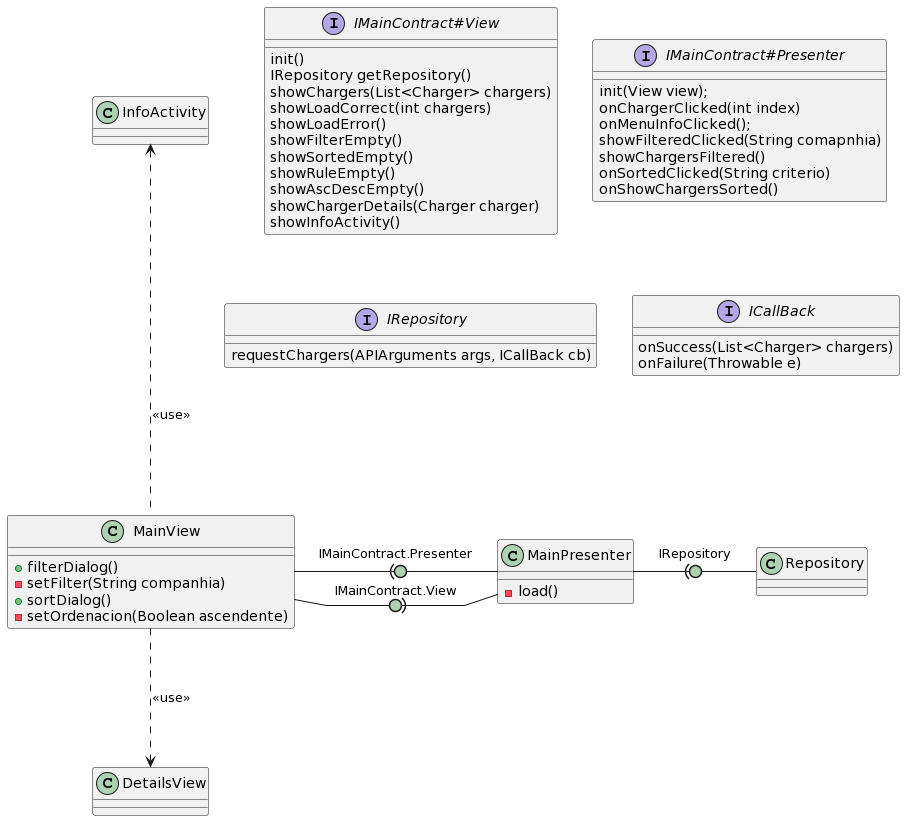 IMainContract#View
init()
IRepository getRepository()
showChargers(List<Charger> chargers)
showLoadCorrect(int chargers)
showLoadError()
showFilterEmpty()
showSortedEmpty()
showRuleEmpty()
showAscDescEmpty()
showChargerDetails(Charger charger)
showInfoActivity()
IMainContract#Presenter
init(View view);
onChargerClicked(int index)
onMenuInfoClicked();
showFilteredClicked(String comapnhia)
showChargersFiltered()
onSortedClicked(String criterio)
onShowChargersSorted()
InfoActivity
IRepository
requestChargers(APIArguments args, ICallBack cb)
ICallBack
onSuccess(List<Charger> chargers)
onFailure(Throwable e)
«use»
MainView
filterDialog()
setFilter(String companhia)
sortDialog()
setOrdenacion(Boolean ascendente)
IMainContract.Presenter
IMainContract.View
MainPresenter
load()
IRepository
Repository
«use»
DetailsView